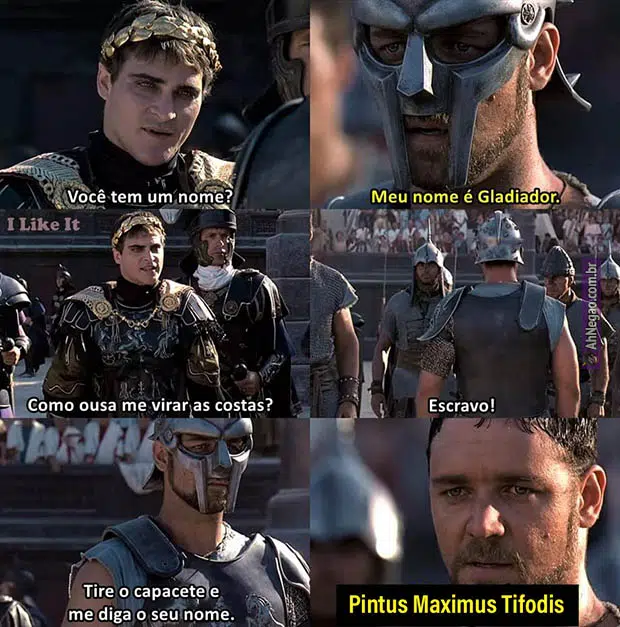 Você tem um nome?
Meu nome é Gladiador.
I Like It
Como ousa me virar as costas?
Escravo!
AhNegao.com.br
Tire o capacete e
me diga o seu nome.
Pintus Maximus Tifodis